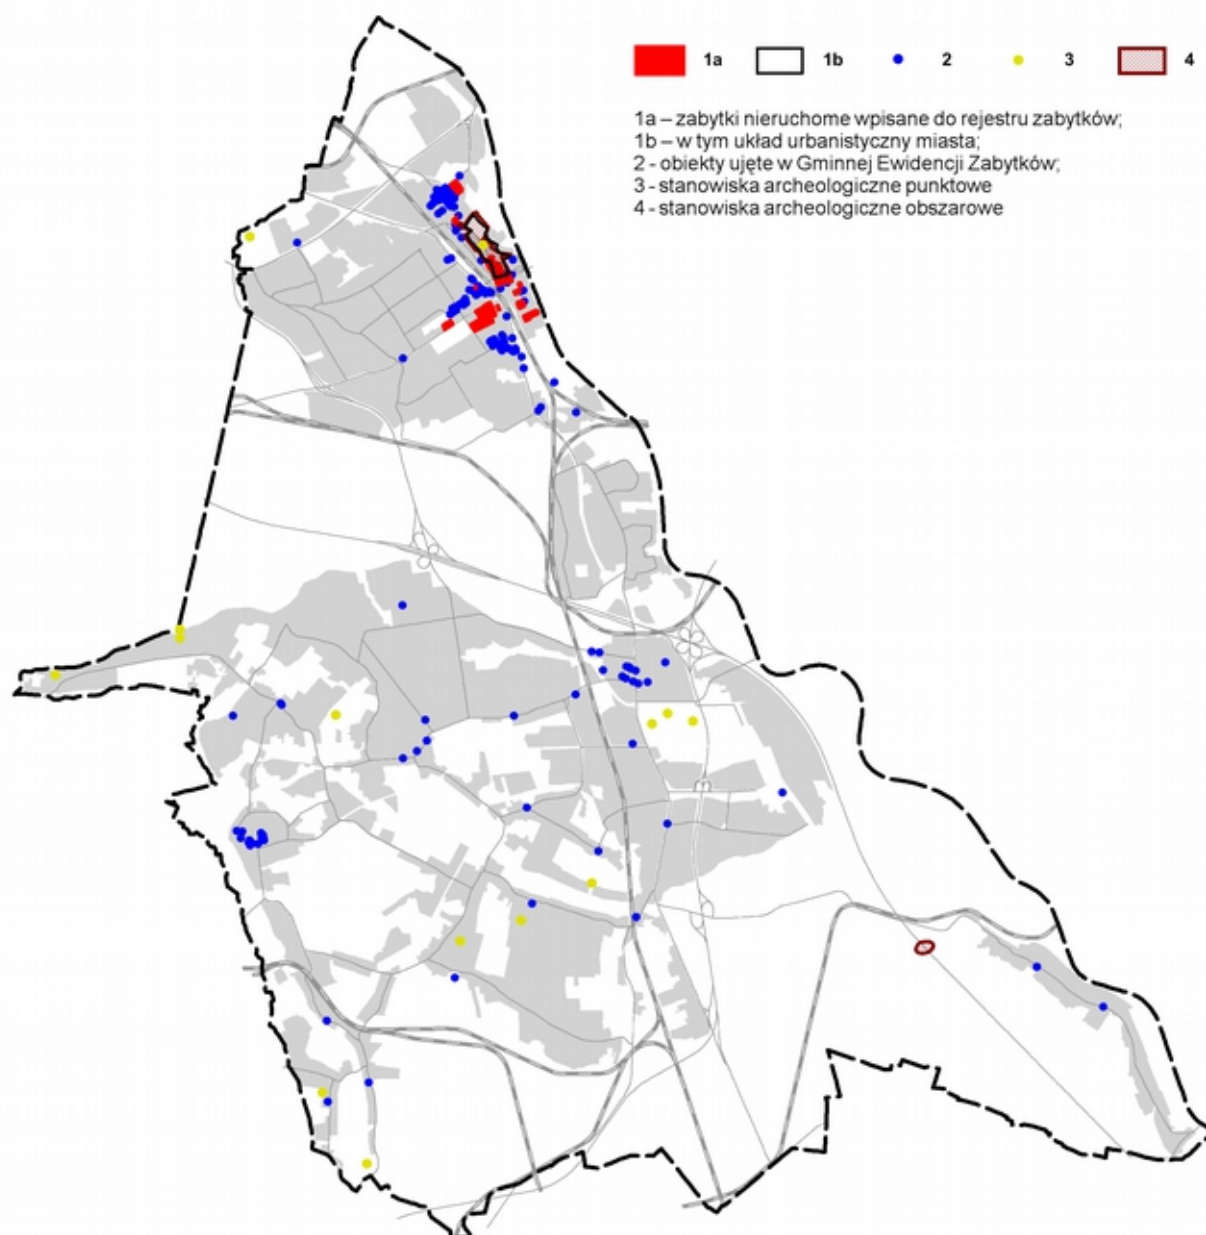 1a 1b 2 3 4
1a – zabytki nieruchome wpisane do rejestru zabytków;
1b – w tym układ urbanistyczny miasta;
2 - obiekty ujęte w Gminnej Ewidencji Zabytków;
3 - stanowiska archeologiczne punktowe
4 - stanowiska archeologiczne obszarowe